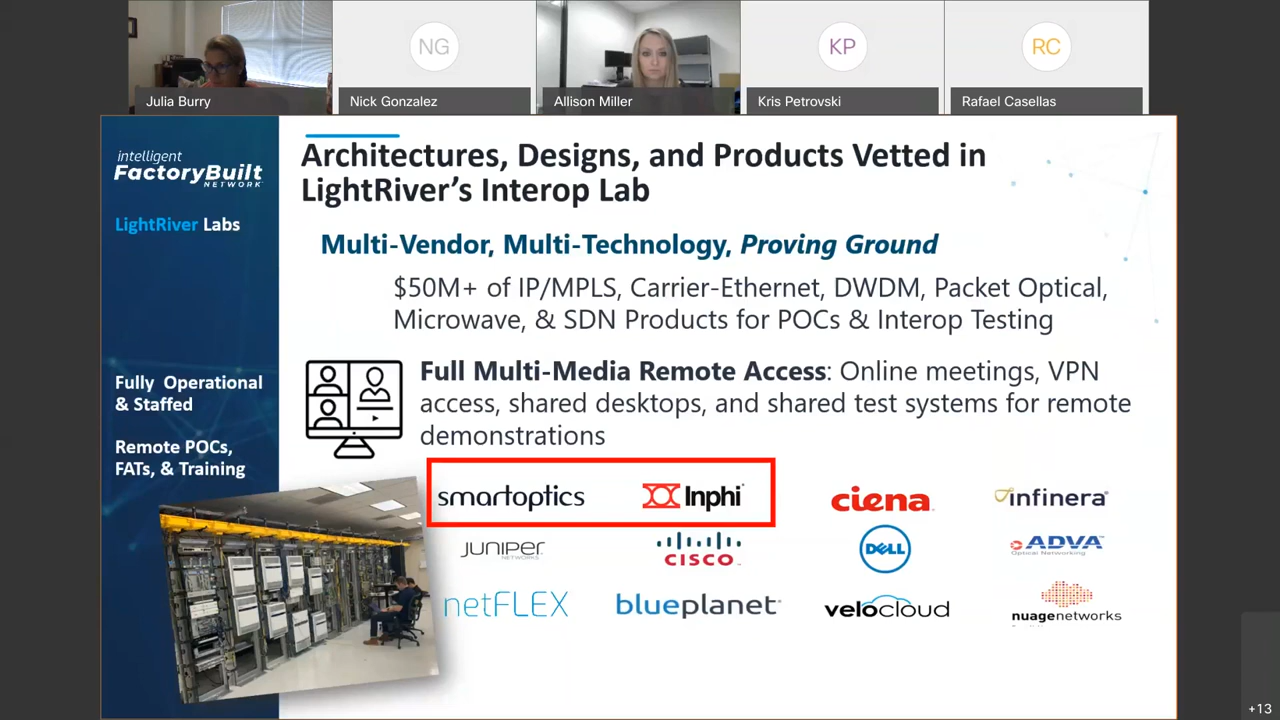 NG
KP
RC
Julia Burry
Nick Gonzalez
Allison Miller
Kris Petrovski
Rafael Casellas
intelligent
FactoryBuilt
NETWORK
LightRiver Labs
Fully Operational
& Staffed
Remote POCs,
FATs, & Training
Architectures, Designs, and Products Vetted in
LightRiver's Interop Lab
Multi-Vendor, Multi-Technology, Proving Ground
$50M+ of IP/MPLS, Carrier-Ethernet, DWDM, Packet Optical,
Microwave, & SDN Products for POCs & Interop Testing
Full Multi-Media Remote Access: Online meetings, VPN
access, shared desktops, and shared test systems for remote
demonstrations
smartoptics
Inphi
ciena
infinera
JUNIPER
NETWORKS
CISCO
DELL
ADVA
Optical Networking
netFLEX
blueplanet
velocloud
nuagenetworks
+13